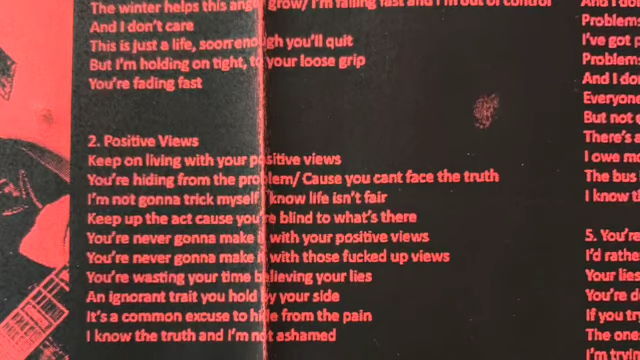 The winter helps this anger grow/ I'm falling fast and I'm out of control
And I don't care
This is just a life, soon enough you'll quit
But I'm holding on tight, to your loose grip
You're fading fast
2. Positive Views
Keep on living with your positive views
You're hiding from the problem/ Cause you cant face the truth
I'm not gonna trick myself, I know life isn't fair
Keep up the act cause you're blind to what's there
You're never gonna make it with your positive views
You're never gonna make it with those fucked up views
You're wasting your time believing your lies
An ignorant trait you hold by your side
It's a common excuse to hide from the pain
I know the truth and I'm not ashamed
And I do
Problem
I've got
Problem
And I do
Everyone
But not
There's a
I owe
The bus
I know
5. You're
I'd rathe
Your lies
You're
If you
The one
I'm